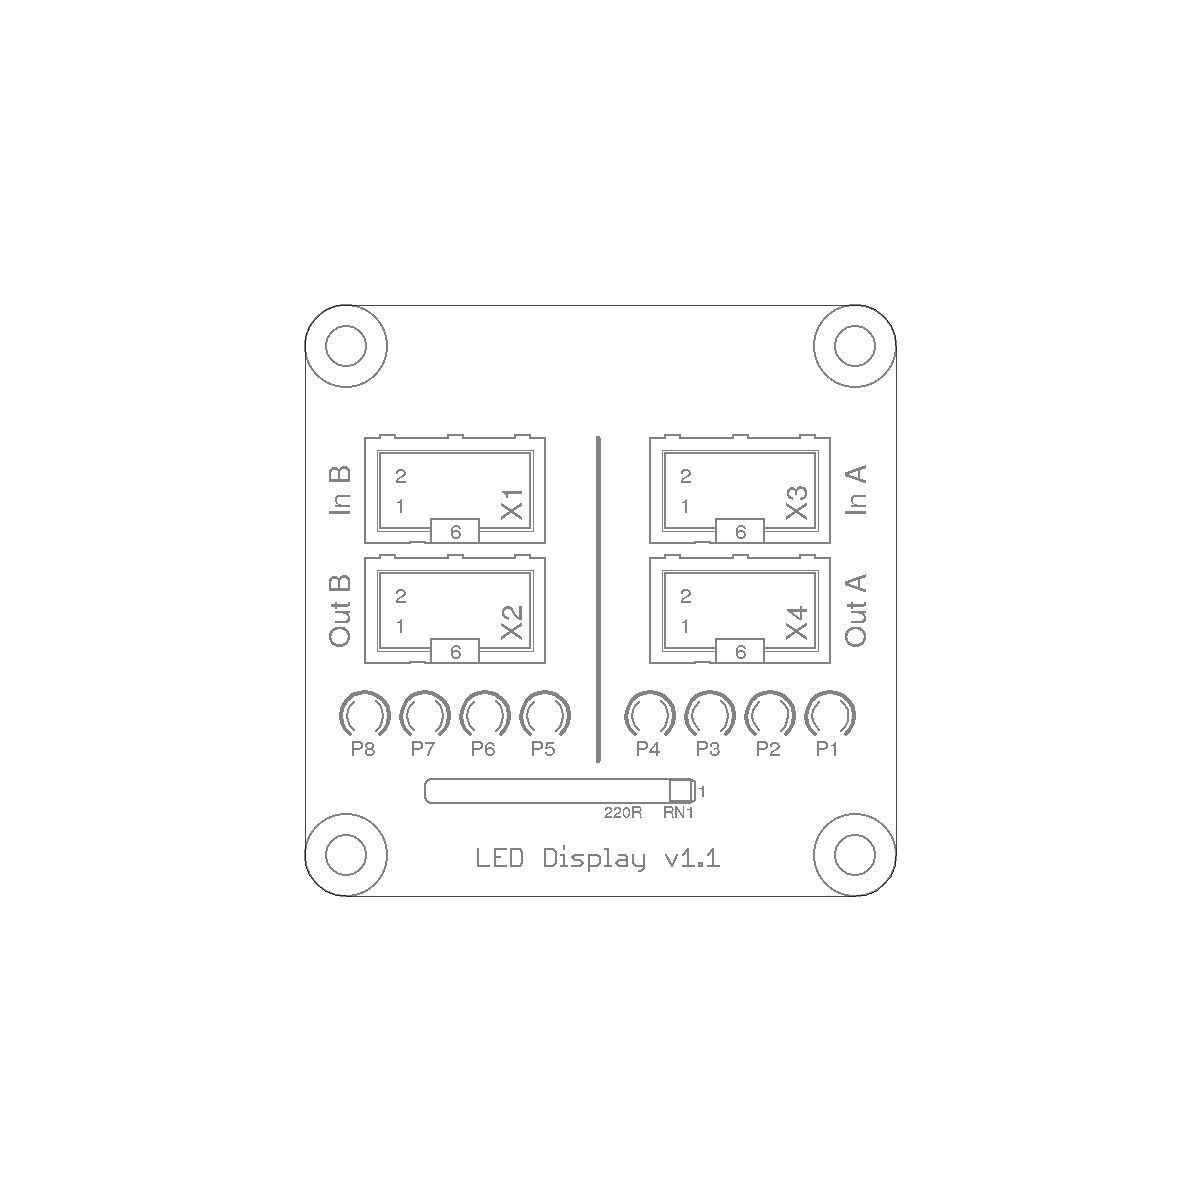 In B
2
1
X1
6
2
1
X3
6
In A
Out B
2
1
X2
6
2
1
X4
6
Out A
P8 P7 P6 P5 P4 P3 P2 P1
1
220R RN1
LED Display v1.1